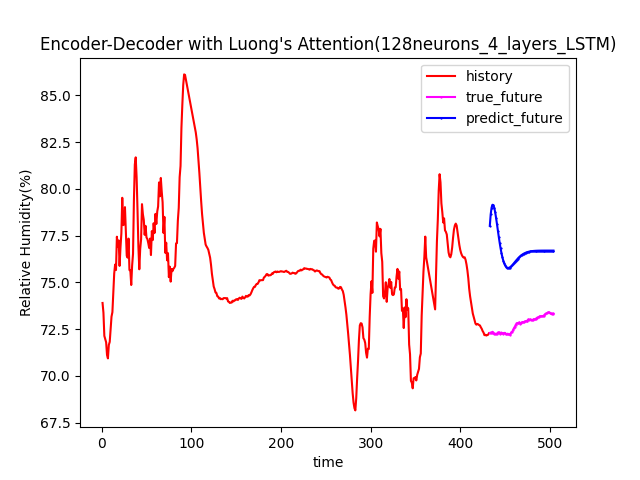 Encoder-Decoder with Luong's Attention(128neurons_4_layers_LSTM)
history
true_future
predict_future
85.0
82.5
80.0
77.5
75.0
72.5
70.0
67.5
Relative Humidity(%)
0 100 200 300 400 500
time